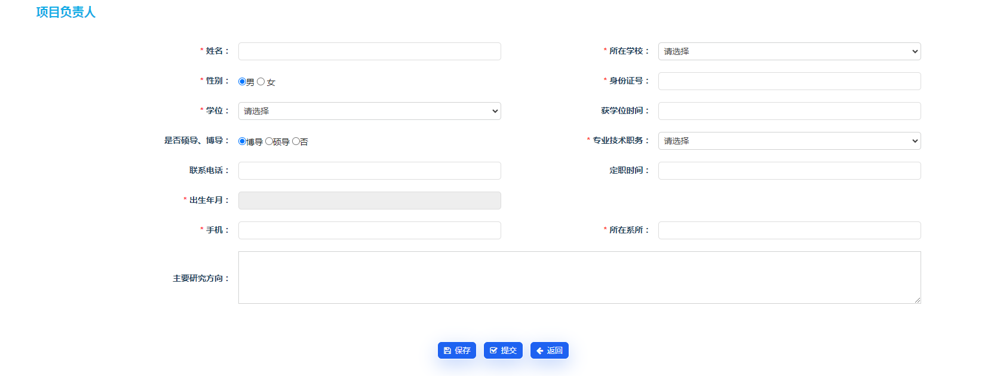 项目负责人
* 姓名：
* 所在学校： 请选择
* 性别： 男 女
* 身份证号：
* 学位： 请选择
获学位时间：
是否硕导、博导： 博导 硕导 否
* 专业技术职务： 请选择
联系电话：
定职时间：
* 出生年月：
* 手机：
* 所在系所：
主要研究方向：
保存 提交 返回